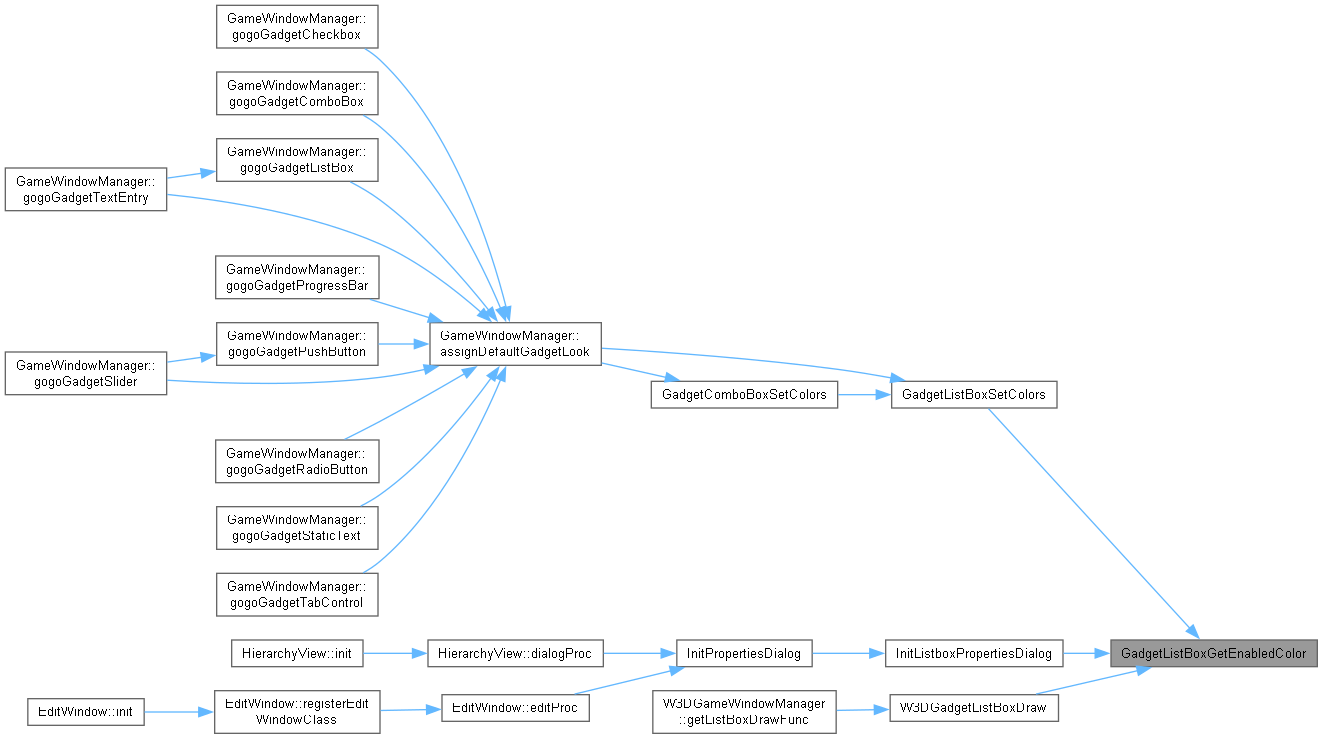 GameWindowManager::
gogoGadgetCheckbox
GameWindowManager::
gogoGadgetComboBox
GameWindowManager::
gogoGadgetListBox
GameWindowManager::
gogoGadgetTextEntry
GameWindowManager::
gogoGadgetProgressBar
GameWindowManager::
gogoGadgetPushButton
GameWindowManager::
assignDefaultGadgetLook
GameWindowManager::
gogoGadgetSlider
GadgetComboBoxSetColors
GadgetListBoxSetColors
GameWindowManager::
gogoGadgetRadioButton
GameWindowManager::
gogoGadgetStaticText
GameWindowManager::
gogoGadgetTabControl
HierarchyView::init
HierarchyView::dialogProc
InitPropertiesDialog
InitListboxPropertiesDialog
GadgetListBoxGetEnabledColor
EditWindow::init
EditWindow::registerEdit
WindowClass
EditWindow::editProc
W3DGameWindowManager
::getListBoxDrawFunc
W3DGadgetListBoxDraw